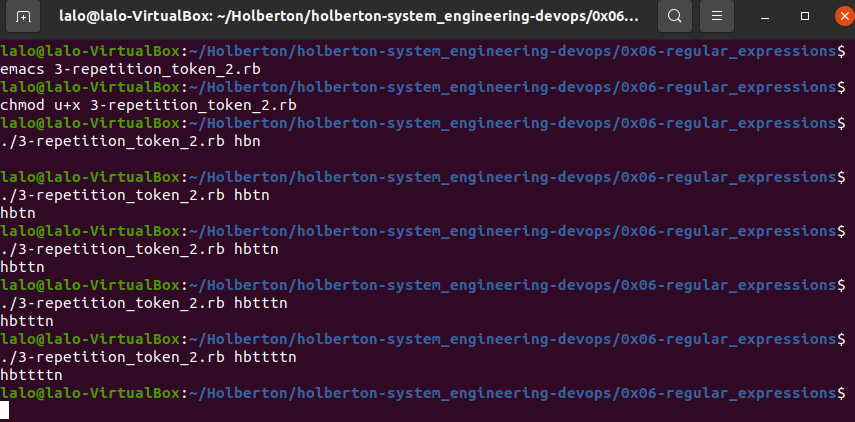 lalo@lalo-VirtualBox: ~/Holberton/holberton-system_engineering-devops/0x06…
lalo@lalo-VirtualBox:~/Holberton/holberton-system_engineering-devops/0x06-regular_expressions$
emacs 3-repetition_token_2.rb
lalo@lalo-VirtualBox:~/Holberton/holberton-system_engineering-devops/0x06-regular_expressions$
chmod u+x 3-repetition_token_2.rb
lalo@lalo-VirtualBox:~/Holberton/holberton-system_engineering-devops/0x06-regular_expressions$
./3-repetition_token_2.rb hbn
lalo@lalo-VirtualBox:~/Holberton/holberton-system_engineering-devops/0x06-regular_expressions$
./3-repetition_token_2.rb hbtn
hbtn
lalo@lalo-VirtualBox:~/Holberton/holberton-system_engineering-devops/0x06-regular_expressions$
./3-repetition_token_2.rb hbttn
hbttn
lalo@lalo-VirtualBox:~/Holberton/holberton-system_engineering-devops/0x06-regular_expressions$
./3-repetition_token_2.rb hbtttn
hbtttn
lalo@lalo-VirtualBox:~/Holberton/holberton-system_engineering-devops/0x06-regular_expressions$
./3-repetition_token_2.rb hbttttn
hbttttn
lalo@lalo-VirtualBox:~/Holberton/holberton-system_engineering-devops/0x06-regular_expressions$